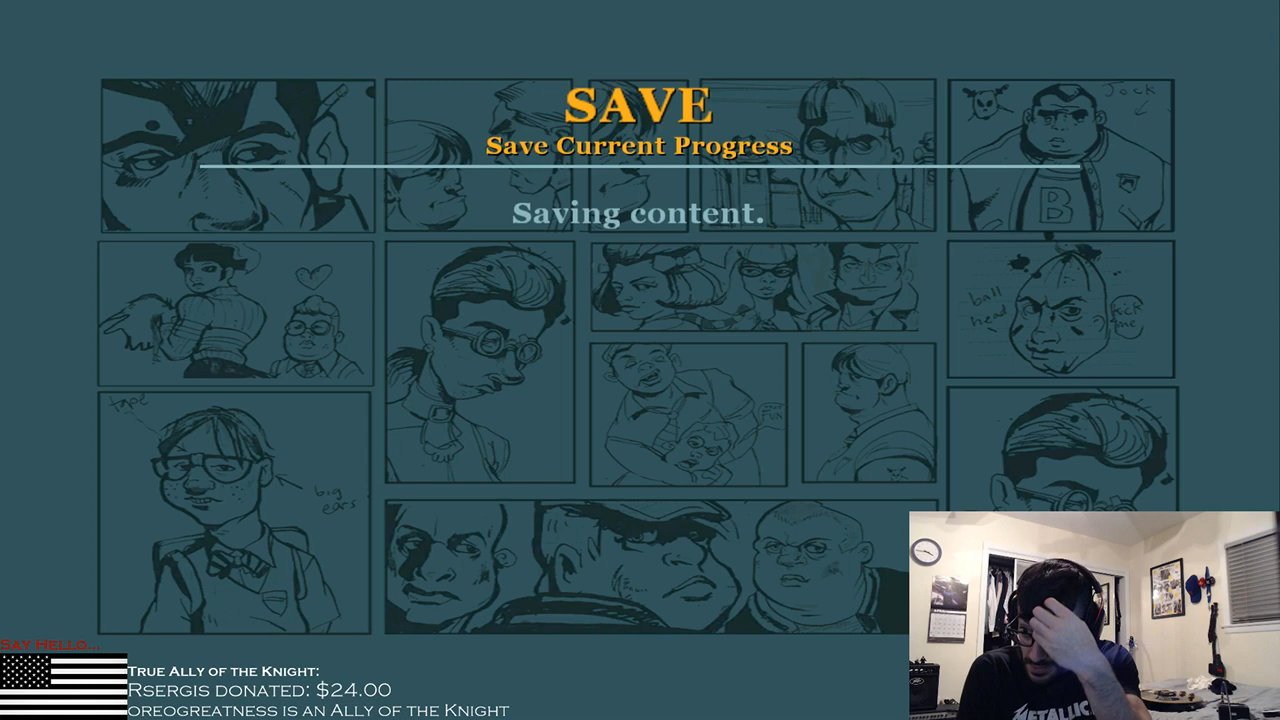 SAVE
Save Current Progress
Saving content.
Jock
B
ball
head
kick
me
tape
big
ears
SAY HELLO...
TRUE ALLY OF THE KNIGHT:
RSERGIS DONATED: $24.00
OREOGREATNESS IS AN ALLY OF THE KNIGHT
METALLIC